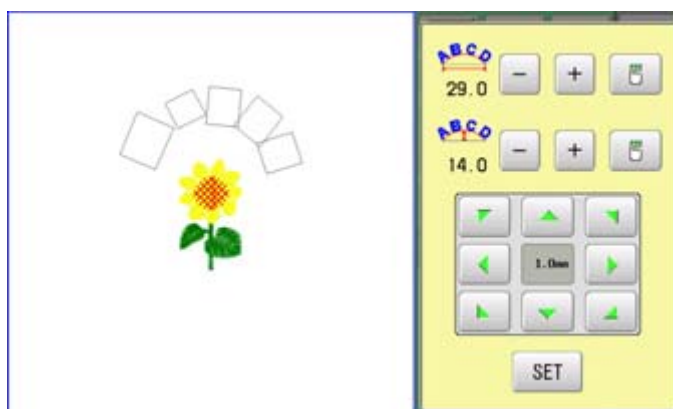 ABCD
29.0
- +
ABCD
14.0
- +
1.0mm
SET